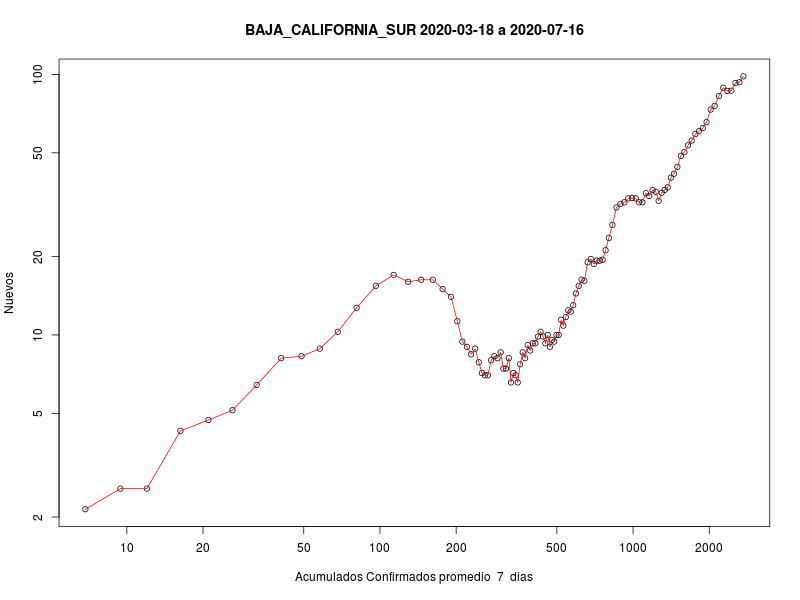 BAJA_CALIFORNIA_SUR 2020-03-18 a 2020-07-16
100
50
20
10
5
2
Nuevos
10 20 50 100 200 500 1000 2000
Acumulados Confirmados promedio 7 dias